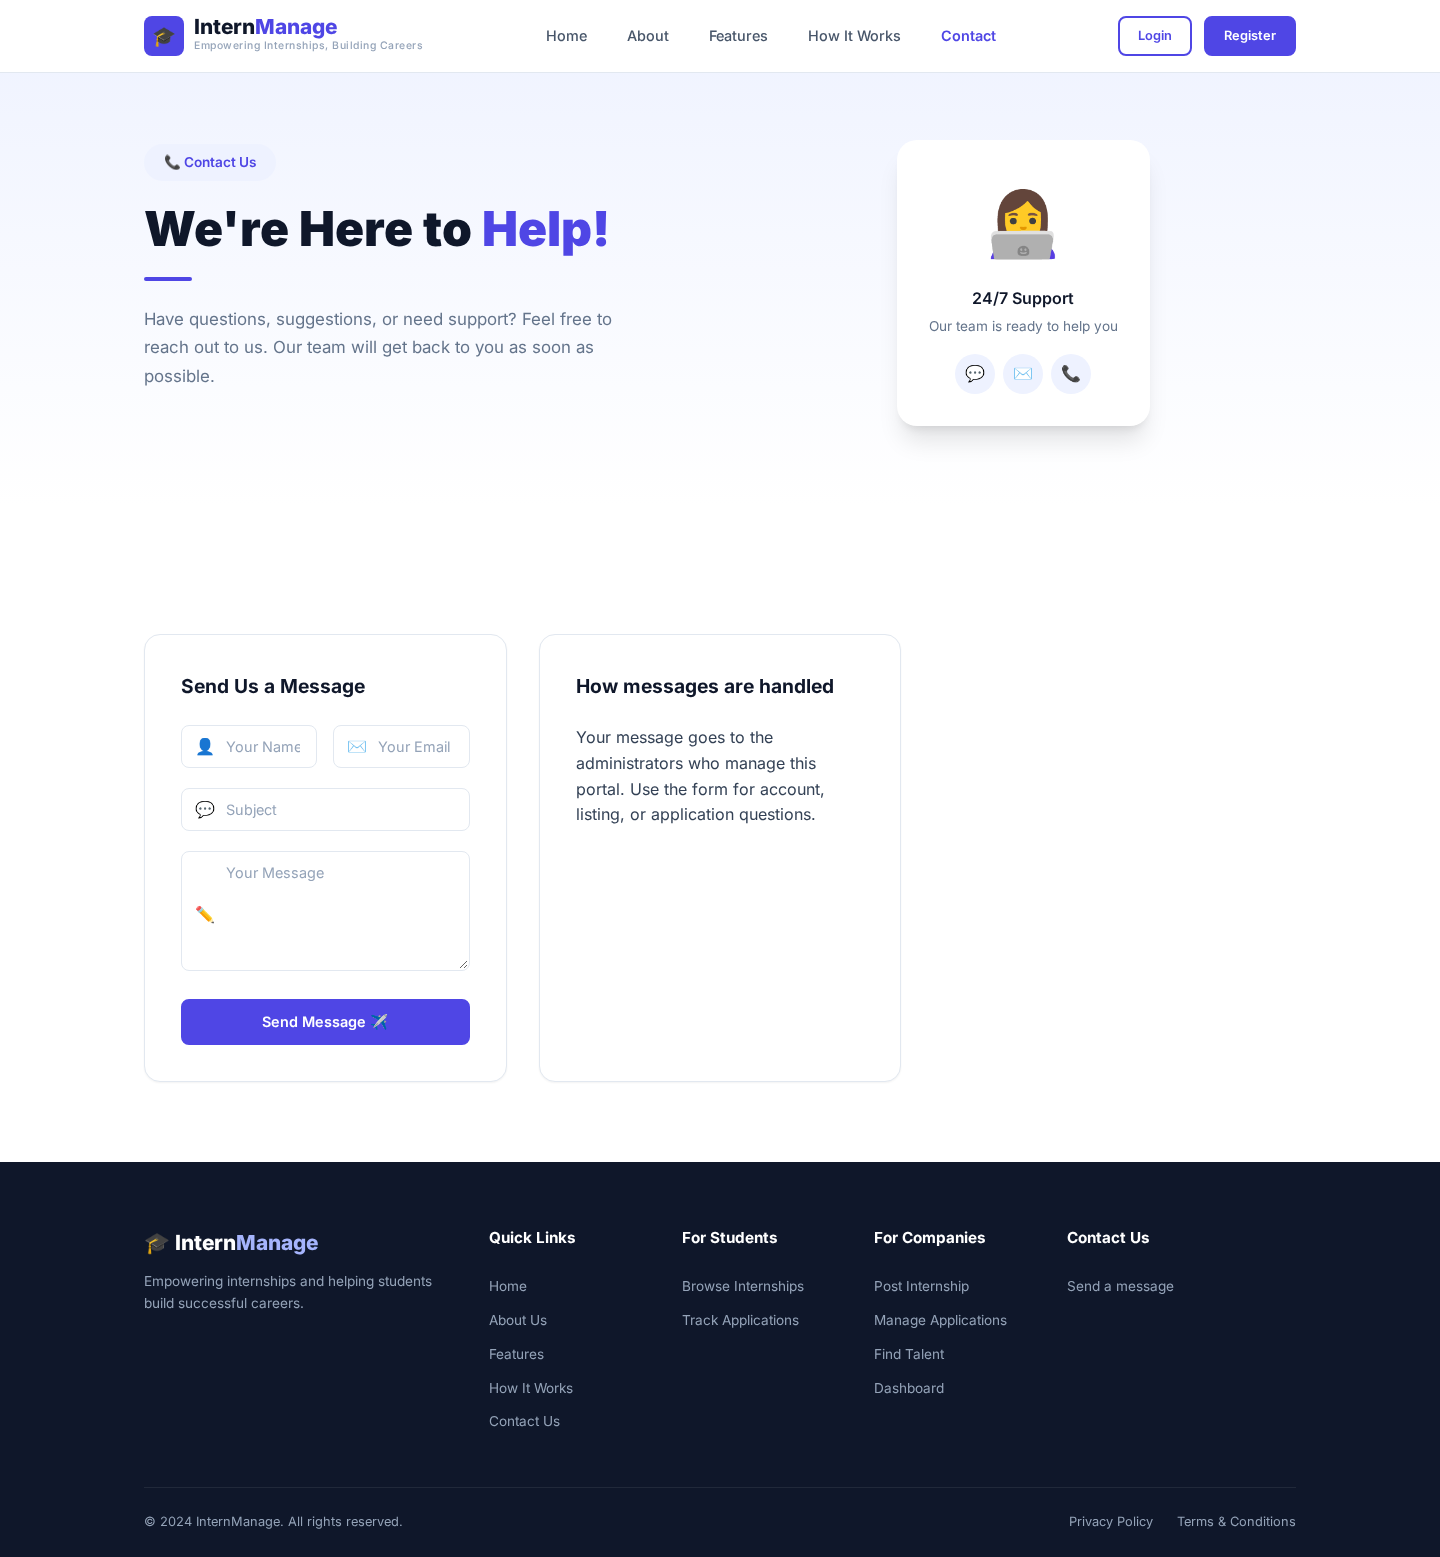 InternManage
Empowering Internships, Building Careers
Home
About
Features
How It Works
Contact
Login
Register
📞 Contact Us
We're Here to Help!
Have questions, suggestions, or need support? Feel free to
reach out to us. Our team will get back to you as soon as
possible.
24/7 Support
Our team is ready to help you
Send Us a Message
Your Name
Your Email
Subject
Your Message
Send Message ✈️
How messages are handled
Your message goes to the
administrators who manage this
portal. Use the form for account,
listing, or application questions.
🎓 InternManage
Empowering internships and helping students
build successful careers.
Quick Links
Home
About Us
Features
How It Works
Contact Us
For Students
Browse Internships
Track Applications
For Companies
Post Internship
Manage Applications
Find Talent
Dashboard
Contact Us
Send a message
© 2024 InternManage. All rights reserved.
Privacy Policy
Terms & Conditions